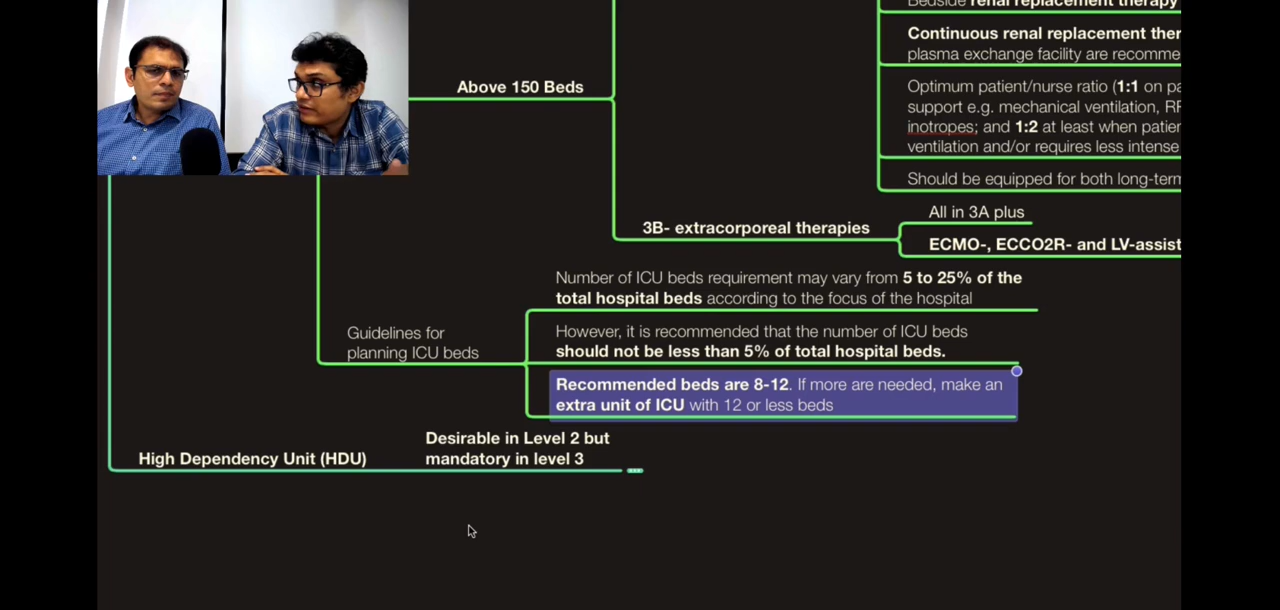 Bedside renal replacement therapy
Continuous renal replacement ther
plasma exchange facility are recomme
Above 150 Beds
Optimum patient/nurse ratio (1:1 on pa
support e.g. mechanical ventilation, RR
inotropes; and 1:2 at least when patier
ventilation and/or requires less intense
Should be equipped for both long-term
3B- extracorporeal therapies
All in 3A plus
ECMO-, ECCO2R- and LV-assist
Number of ICU beds requirement may vary from 5 to 25% of the
total hospital beds according to the focus of the hospital
Guidelines for
planning ICU beds
However, it is recommended that the number of ICU beds
should not be less than 5% of total hospital beds.
Recommended beds are 8-12. If more are needed, make an
extra unit of ICU with 12 or less beds
High Dependency Unit (HDU)
Desirable in Level 2 but
mandatory in level 3